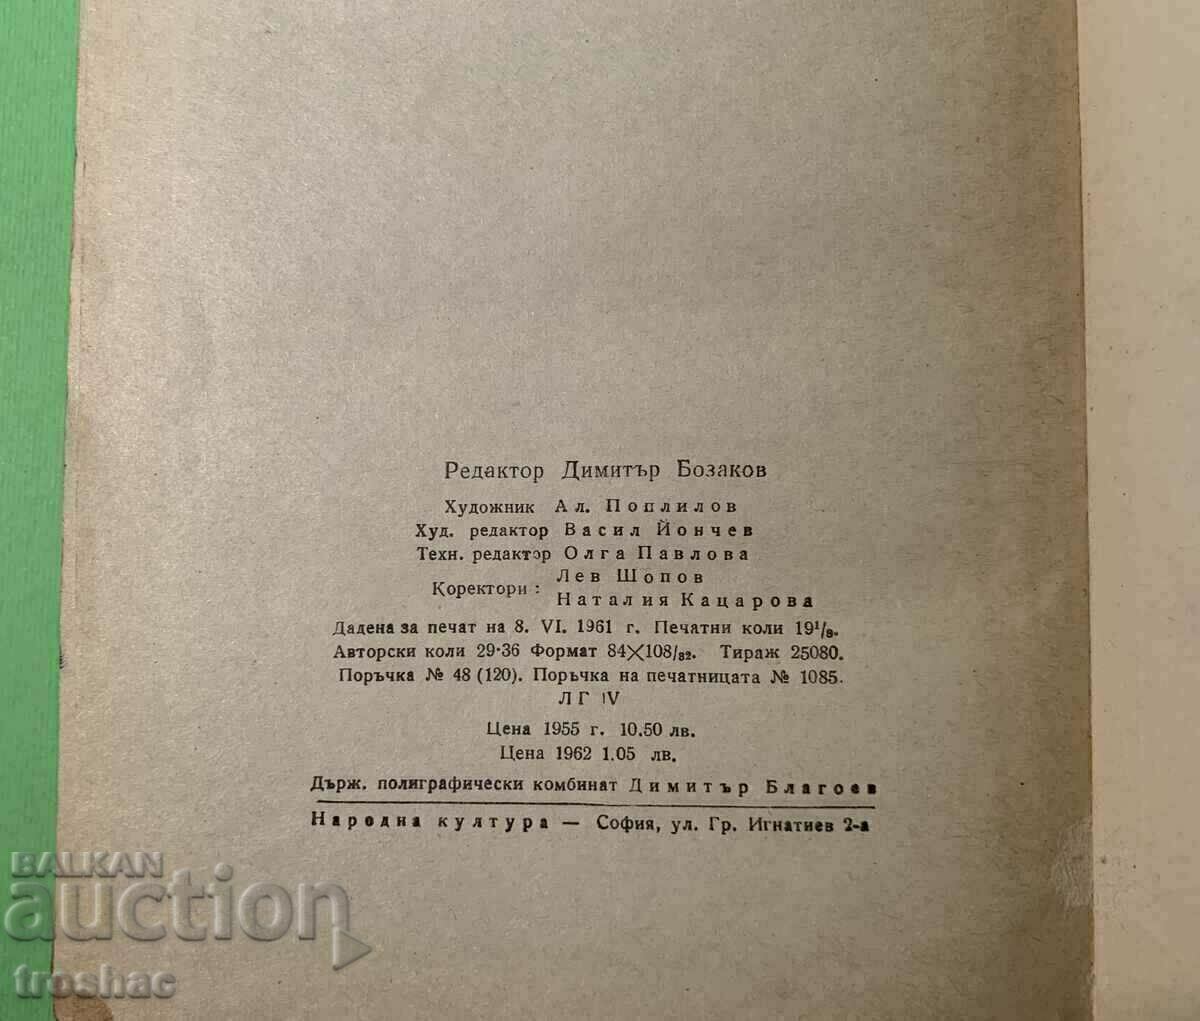 Редактор Димитър Бозаков
Художник Ал. Поплилов
Худ. редактор Васил Йончев
Техн. редактэр Олга Павлова
Коректори: Лев Шопов
Наталия Кацарова
Дадена за печат на 8. VI. 1961 г. Печатни коли 19¹/₈.
Авторски коли 29·36 Формат 84×108/₃₂. Тираж 25080.
Поръчка № 48 (120). Поръчка на печатницата № 1085.
ЛГ IV
Цена 1955 г. 10.50 лв.
Цена 1962 1.05 лв.
Държ. полиграфически комбинат Димитър Благоев
Народна култура — София, ул. Гр. Игнатиев 2-а
BALKAN
auction
troshac